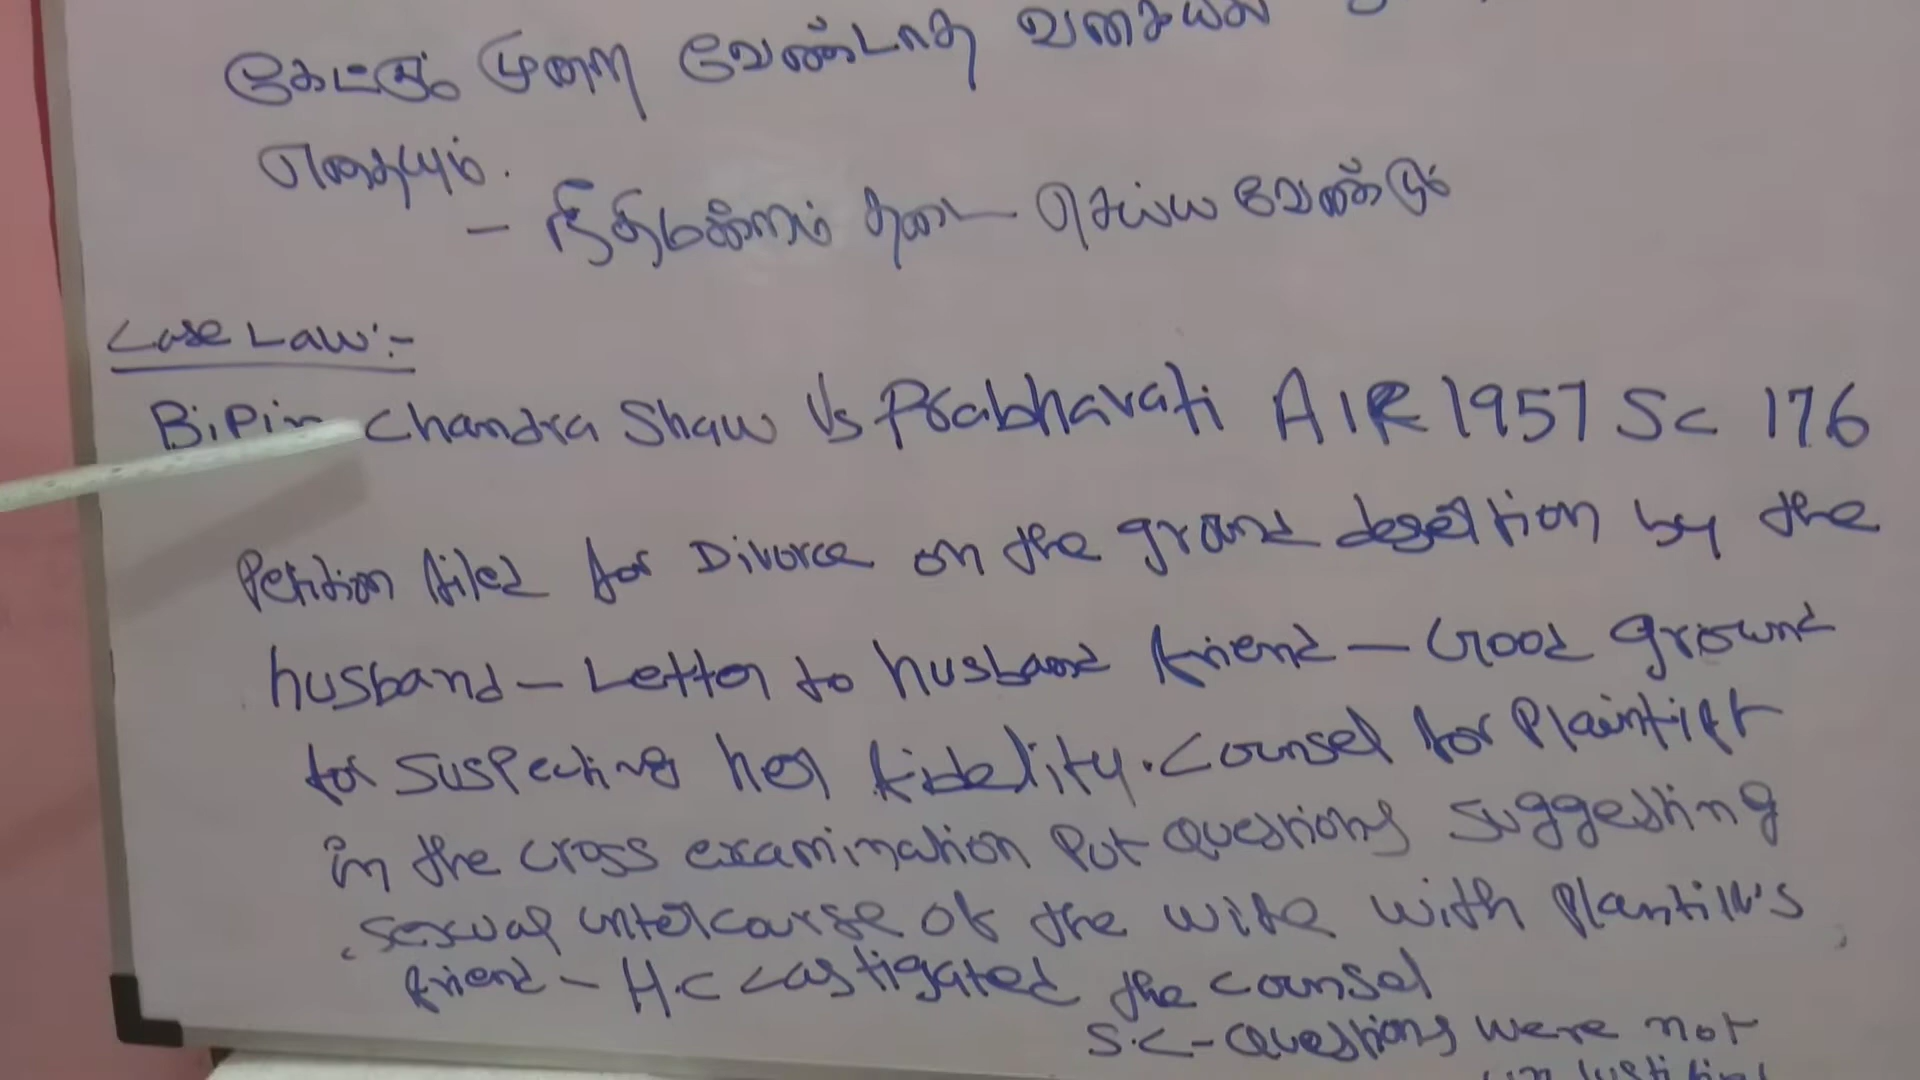 கேட்கும் முறை வேண்டாத வகையில்
எதையும்.
- நீதிமன்றம் தடை செய்ய வேண்டும்
Case Law:-
Bipin Chandra Shaw Vs Prabhavati AIR 1957 SC 176
Petition filed for Divorce on the ground desertion by the
husband - Letter to husband friend - Good ground
for suspecting her fidelity. Counsel for Plaintiff
in the cross examination put questions suggesting
sexual intercourse of the wife with Plantiff's
friend - H.C castigated the counsel
S.C - Questions were not